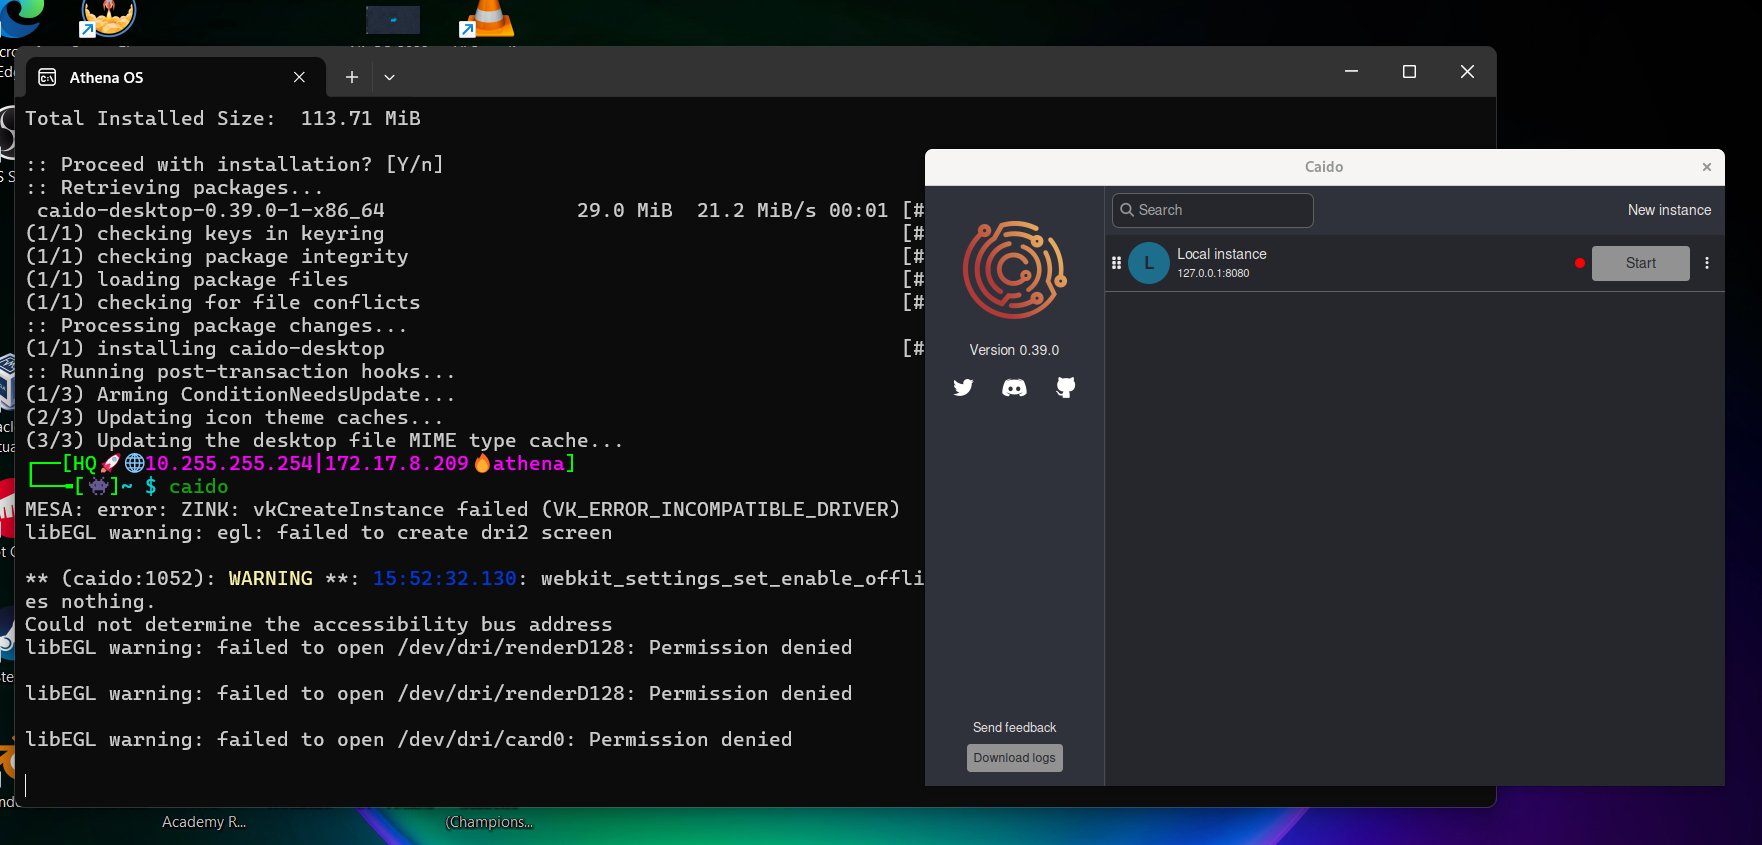 Athena OS
Total Installed Size:  113.71 MiB
:: Proceed with installation? [Y/n]
:: Retrieving packages...
caido-desktop-0.39.0-1-x86_64                29.0 MiB  21.2 MiB/s 00:01 [#
(1/1) checking keys in keyring                                           [#
(1/1) checking package integrity                                         [#
(1/1) loading package files                                              [#
(1/1) checking for file conflicts                                        [#
:: Processing package changes...
(1/1) installing caido-desktop                                           [#
:: Running post-transaction hooks...
(1/3) Arming ConditionNeedsUpdate...
(2/3) Updating icon theme caches...
(3/3) Updating the desktop file MIME type cache...
[HQ🚀🌐10.255.255.254|172.17.8.209🔥athena]
[👾]~ $ caido
MESA: error: ZINK: vkCreateInstance failed (VK_ERROR_INCOMPATIBLE_DRIVER)
libEGL warning: egl: failed to create dri2 screen
** (caido:1052): WARNING **: 15:52:32.130: webkit_settings_set_enable_offli
es nothing.
Could not determine the accessibility bus address
libEGL warning: failed to open /dev/dri/renderD128: Permission denied
libEGL warning: failed to open /dev/dri/renderD128: Permission denied
libEGL warning: failed to open /dev/dri/card0: Permission denied
Caido
Search
New instance
L
Local instance
127.0.0.1:8080
Start
Version 0.39.0
Send feedback
Download logs
Academy R...
(Champions...